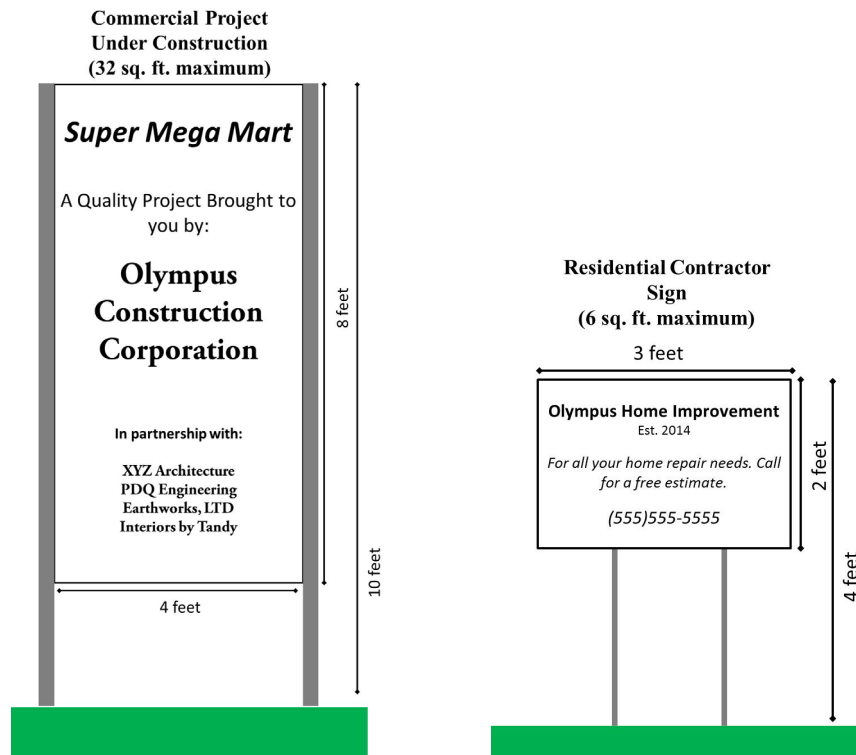 Commercial Project
Under Construction
(32 sq. ft. maximum)
Super Mega Mart
A Quality Project Brought to
you by:
Olympus
Construction
Corporation
In partnership with:
XYZ Architecture
PDQ Engineering
Earthworks, LTD
Interiors by Tandy
4 feet
8 feet
10 feet
Residential Contractor
Sign
(6 sq. ft. maximum)
3 feet
Olympus Home Improvement
Est. 2014
For all your home repair needs. Call
for a free estimate.
(555)555-5555
2 feet
4 feet